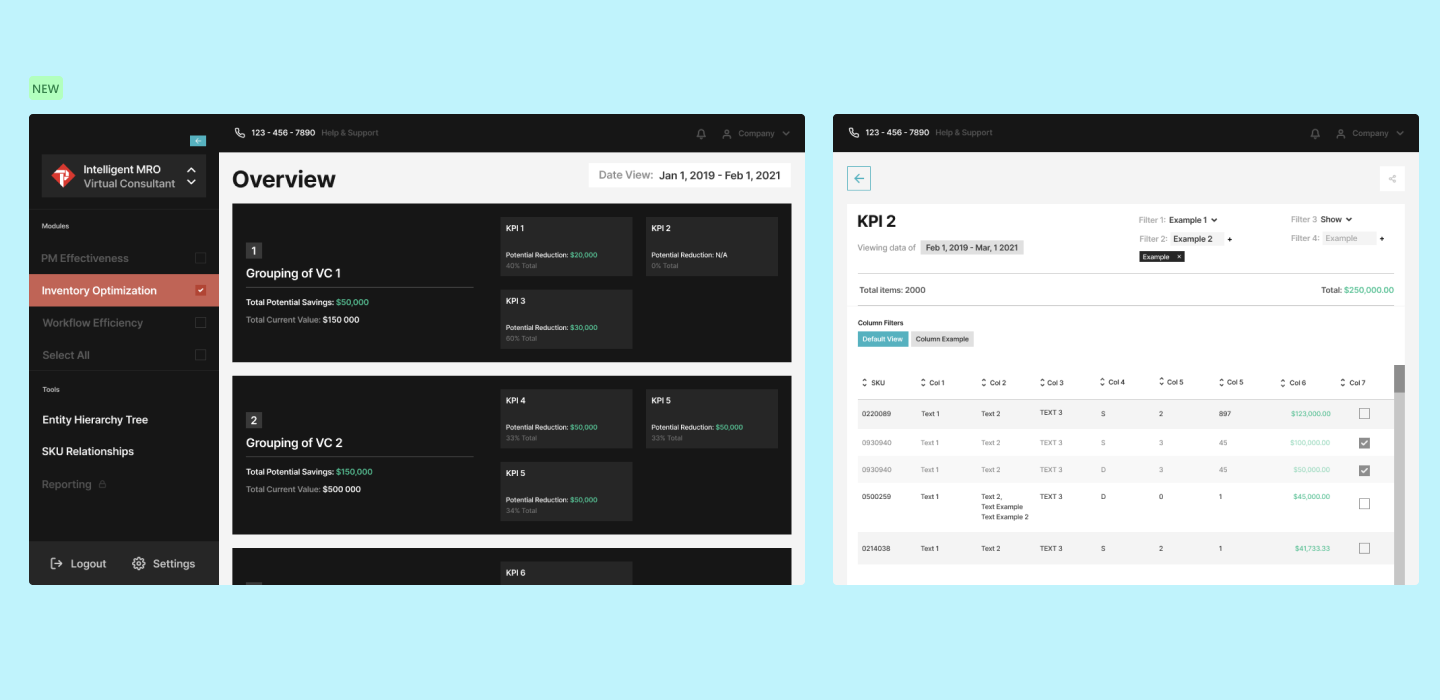 NEW
Intelligent MRO
Virtual Consultant
Modules
PM Effectiveness
Inventory Optimization
Workflow Efficiency
Select All
Tools
Entity Hierarchy Tree
SKU Relationships
Reporting
Logout Settings
123 - 456 - 7890 Help & Support Company
Overview
Date View: Jan 1, 2019 - Feb 1, 2021
1
Grouping of VC 1
Total Potential Savings: $50,000
Total Current Value: $150 000
KPI 1
Potential Reduction: $20,000
40% Total
KPI 2
Potential Reduction: N/A
0% Total
KPI 3
Potential Reduction: $30,000
60% Total
2
Grouping of VC 2
Total Potential Savings: $150,000
Total Current Value: $500 000
KPI 4
Potential Reduction: $50,000
33% Total
KPI 5
Potential Reduction: $50,000
33% Total
KPI 5
Potential Reduction: $50,000
34% Total
KPI 6
123 - 456 - 7890 Help & Support Company
KPI 2
Viewing data of Feb 1, 2019 - Mar, 1 2021
Filter 1: Example 1
Filter 2: Example 2 +
Example ×
Filter 3 Show
Filter 4: Example +
Total items: 2000 Total: $250,000.00
Column Filters
Default View Column Example
SKU Col 1 Col 2 Col 3 Col 4 Col 5 Col 5 Col 6 Col 7
0220089 Text 1 Text 2 TEXT 3 S 2 897 $123,000.00
0930940 Text 1 Text 2 TEXT 3 S 3 45 $100,000.00
0930940 Text 1 Text 2 TEXT 3 D 3 45 $50,000.00
0500259 Text 1 Text 2, TEXT 3 D 0 1 $45,000.00
Text Example
Text Example 2
0214038 Text 1 Text 2 TEXT 3 S 2 1 $41,733.33